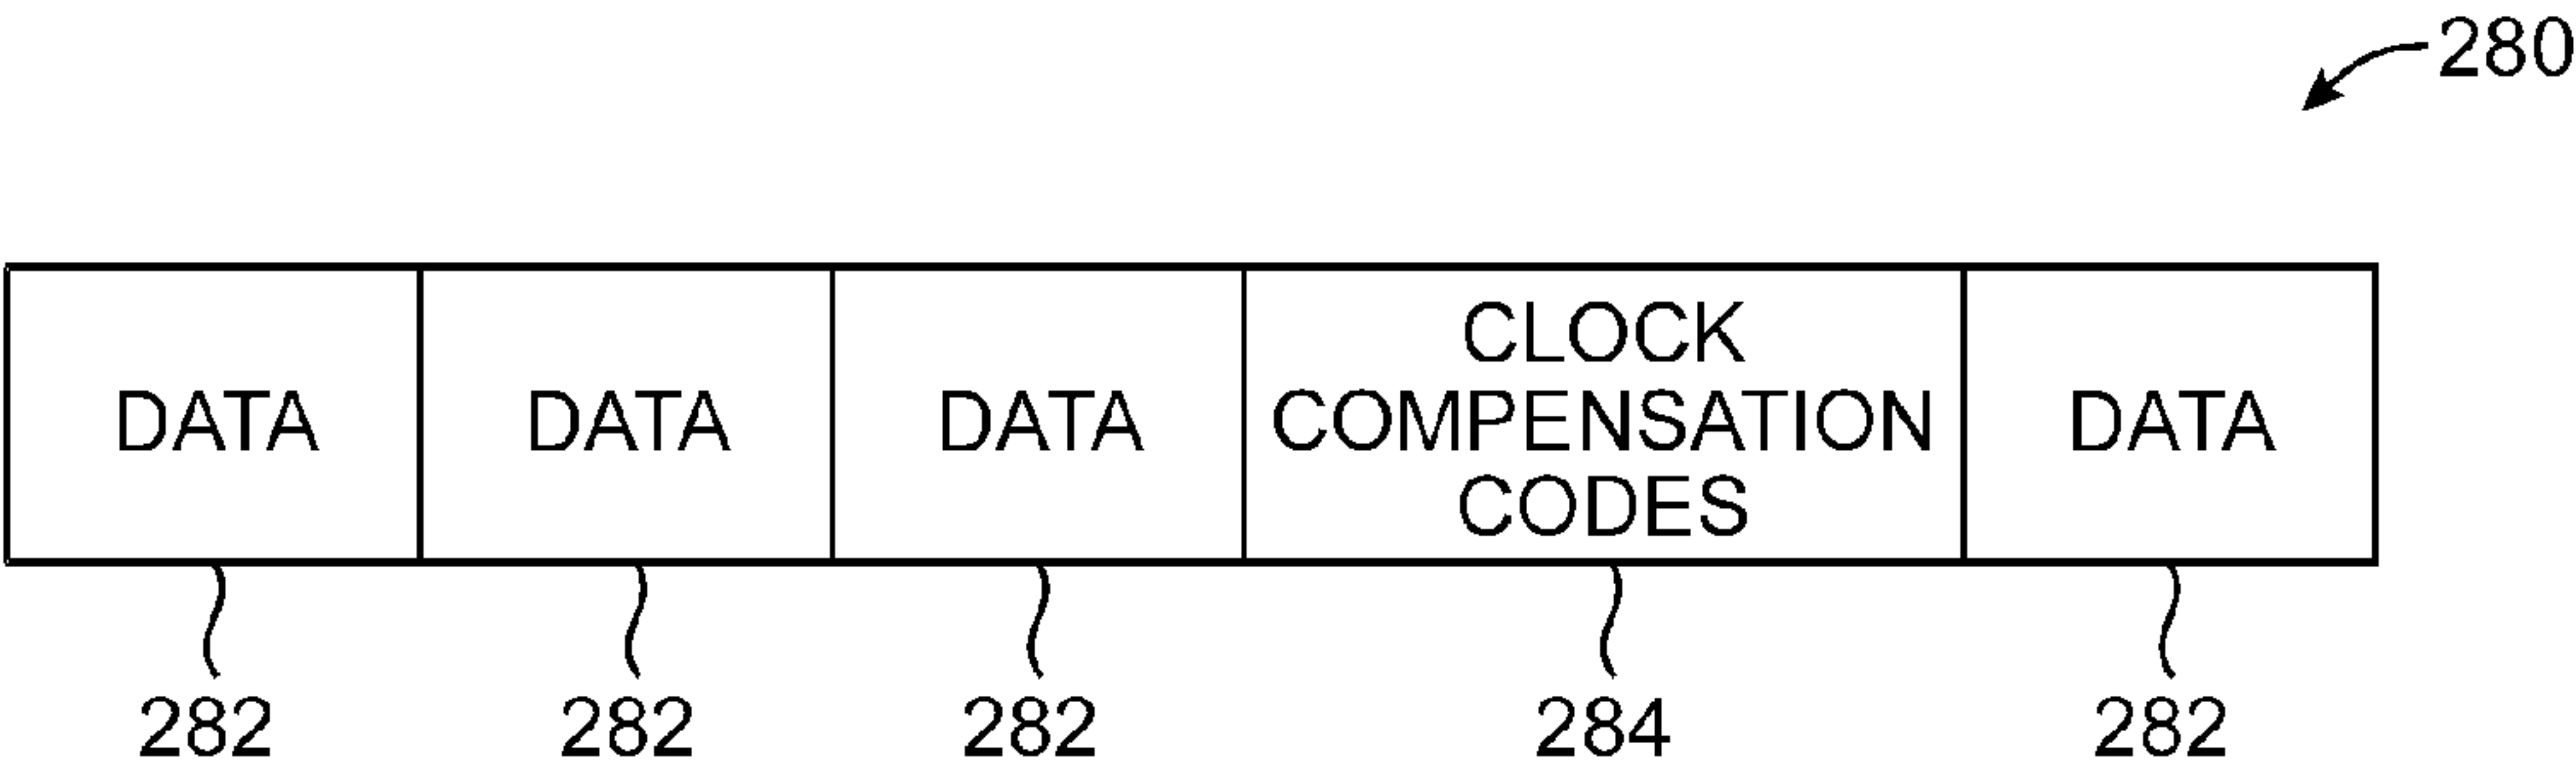 280
DATA DATA DATA CLOCK COMPENSATION CODES DATA
282 282 282 284 282